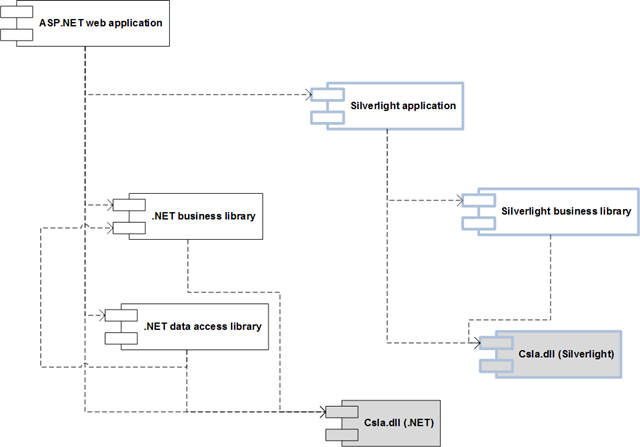 ASP.NET web application
Silverlight application
.NET business library
Silverlight business library
.NET data access library
Csla.dll (Silverlight)
Csla.dll (.NET)